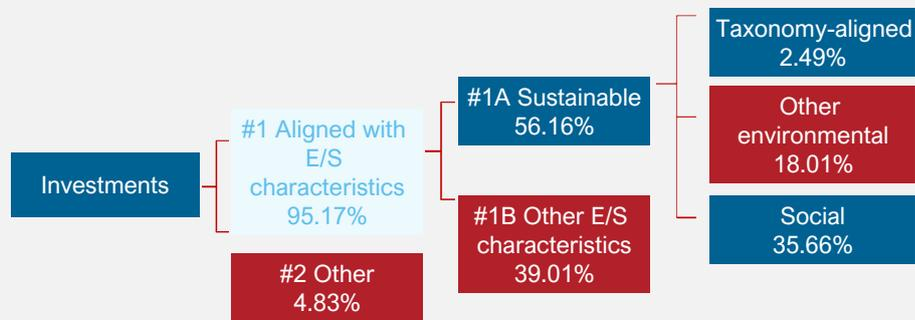 Investments
#1 Aligned with
E/S
characteristics
95.17%
#2 Other
4.83%
#1A Sustainable
56.16%
#1B Other E/S
characteristics
39.01%
Taxonomy-aligned
2.49%
Other
environmental
18.01%
Social
35.66%